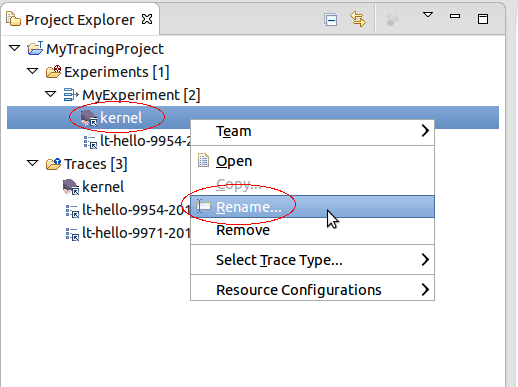 Project Explorer
MyTracingProject
Experiments [1]
MyExperiment [2]
kernel
lt-hello-9954-2
Traces [3]
kernel
lt-hello-9954-201
lt-hello-9971-201
Team
Open
Copy...
Rename...
Remove
Select Trace Type...
Resource Configurations